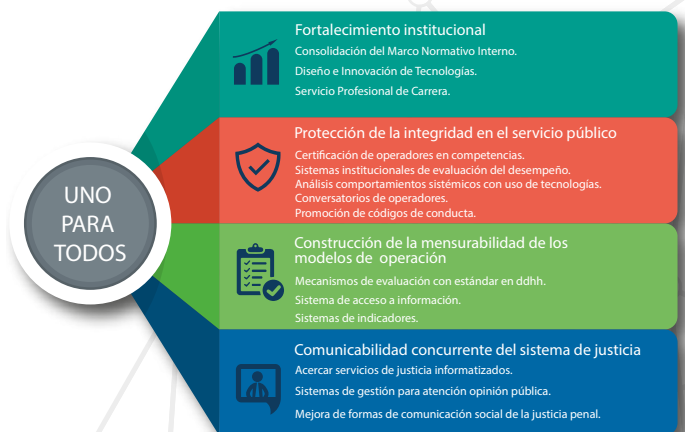 UNO
PARA
TODOS
Fortalecimiento institucional
Consolidación del Marco Normativo Interno.
Diseño e Innovación de Tecnologías.
Servicio Profesional de Carrera.
Protección de la integridad en el servicio público
Certificación de operadores en competencias.
Sistemas institucionales de evaluación del desempeño.
Análisis comportamientos sistémicos con uso de tecnologías.
Conversatorios de operadores.
Promoción de códigos de conducta.
Construcción de la mensurabilidad de los
modelos de operación
Mecanismos de evaluación con estándar en ddhh.
Sistema de acceso a información.
Sistemas de indicadores.
Comunicabilidad concurrente del sistema de justicia
Acercar servicios de justicia informatizados.
Sistemas de gestión para atención opinión pública.
Mejora de formas de comunicación social de la justicia penal.